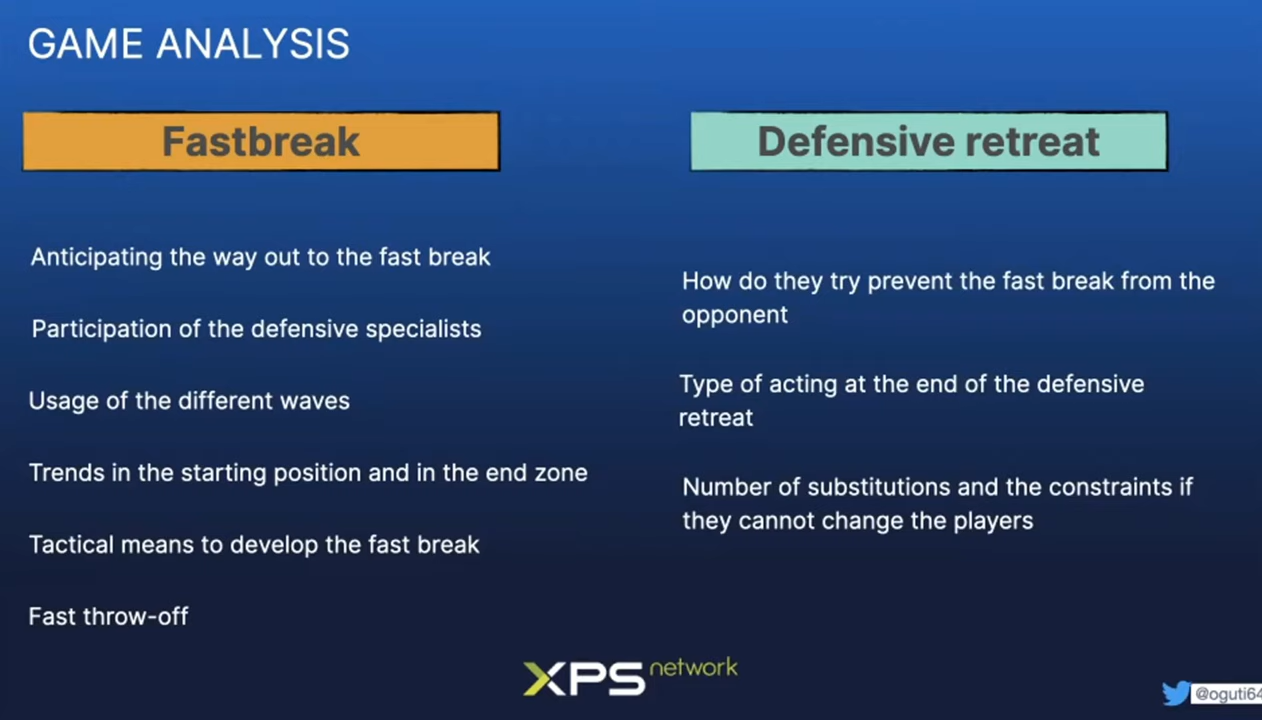 GAME ANALYSIS
Fastbreak
Anticipating the way out to the fast break
Participation of the defensive specialists
Usage of the different waves
Trends in the starting position and in the end zone
Tactical means to develop the fast break
Fast throw-off
Defensive retreat
How do they try prevent the fast break from the
opponent
Type of acting at the end of the defensive
retreat
Number of substitutions and the constraints if
they cannot change the players
XPS network
@oguti64